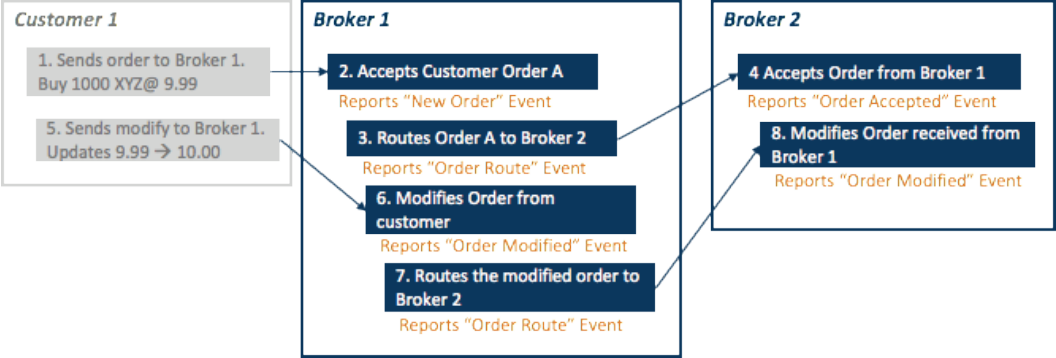 Customer 1
1. Sends order to Broker 1.
Buy 1000 XYZ@ 9.99
5. Sends modify to Broker 1.
Updates 9.99 → 10.00
Broker 1
2. Accepts Customer Order A
Reports "New Order" Event
3. Routes Order A to Broker 2
Reports "Order Route" Event
6. Modifies Order from
customer
Reports "Order Modified" Event
7. Routes the modified order to
Broker 2
Reports "Order Route" Event
Broker 2
4 Accepts Order from Broker 1
Reports "Order Accepted" Event
8. Modifies Order received from
Broker 1
Reports "Order Modified" Event